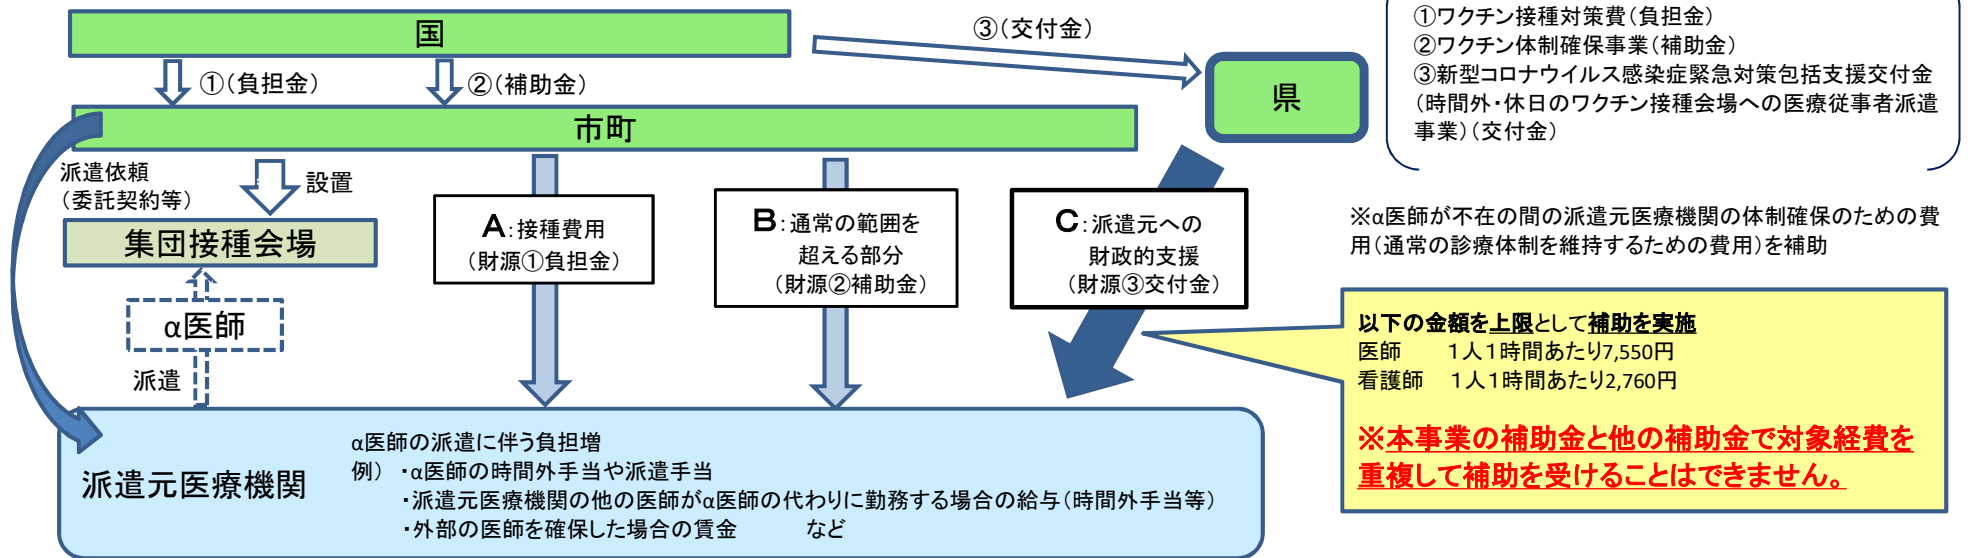 国
③（交付金）
①（負担金）
②（補助金）
市町
県
①ワクチン接種対策費（負担金）
②ワクチン体制確保事業（補助金）
③新型コロナウイルス感染症緊急対策包括支援交付金
（時間外・休日のワクチン接種会場への医療従事者派遣
事業）（交付金）
派遣依頼
（委託契約等）
設置
集団接種会場
α医師
派遣
A：接種費用
（財源①負担金）
B：通常の範囲を
超える部分
（財源②補助金）
C：派遣元への
財政的支援
（財源③交付金）
※α医師が不在の間の派遣元医療機関の体制確保のための費
用（通常の診療体制を維持するための費用）を補助
以下の金額を上限として補助を実施
医師　　1人1時間あたり7,550円
看護師　1人1時間あたり2,760円
※本事業の補助金と他の補助金で対象経費を
重複して補助を受けることはできません。
派遣元医療機関
α医師の派遣に伴う負担増
例）・α医師の時間外手当や派遣手当
・派遣元医療機関の他の医師がα医師の代わりに勤務する場合の給与（時間外手当等）
・外部の医師を確保した場合の賃金　　　など